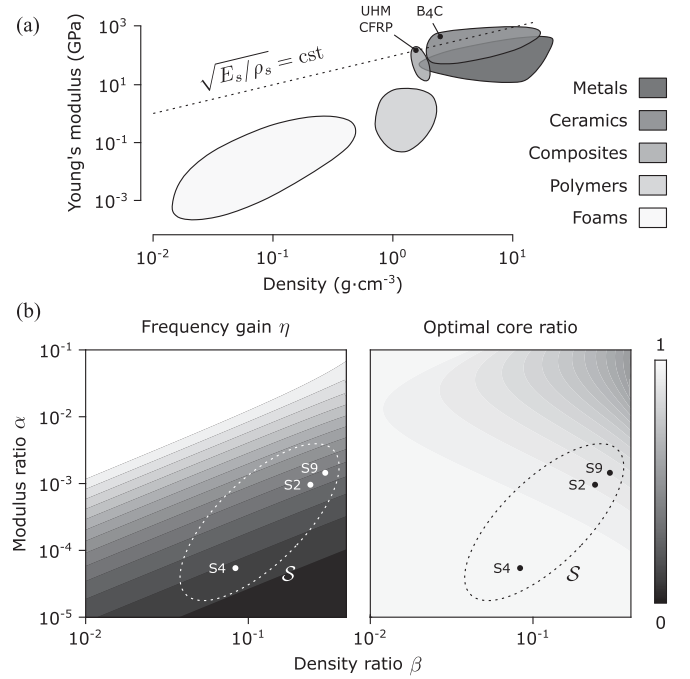 (a)
Young's modulus (GPa)
10³
10¹
10⁻¹
10⁻³
√E_s/ρ_s = cst
UHM
CFRP
B₄C
Metals
Ceramics
Composites
Polymers
Foams
10⁻²
10⁻¹
10⁰
10¹
Density (g·cm⁻³)
(b)
Frequency gain η
Optimal core ratio
Modulus ratio α
10⁻¹
10⁻²
10⁻³
10⁻⁴
10⁻⁵
S9
S2
S4
𝒮
S9
S2
S4
𝒮
1
0
10⁻²
10⁻¹
10⁻²
10⁻¹
Density ratio β